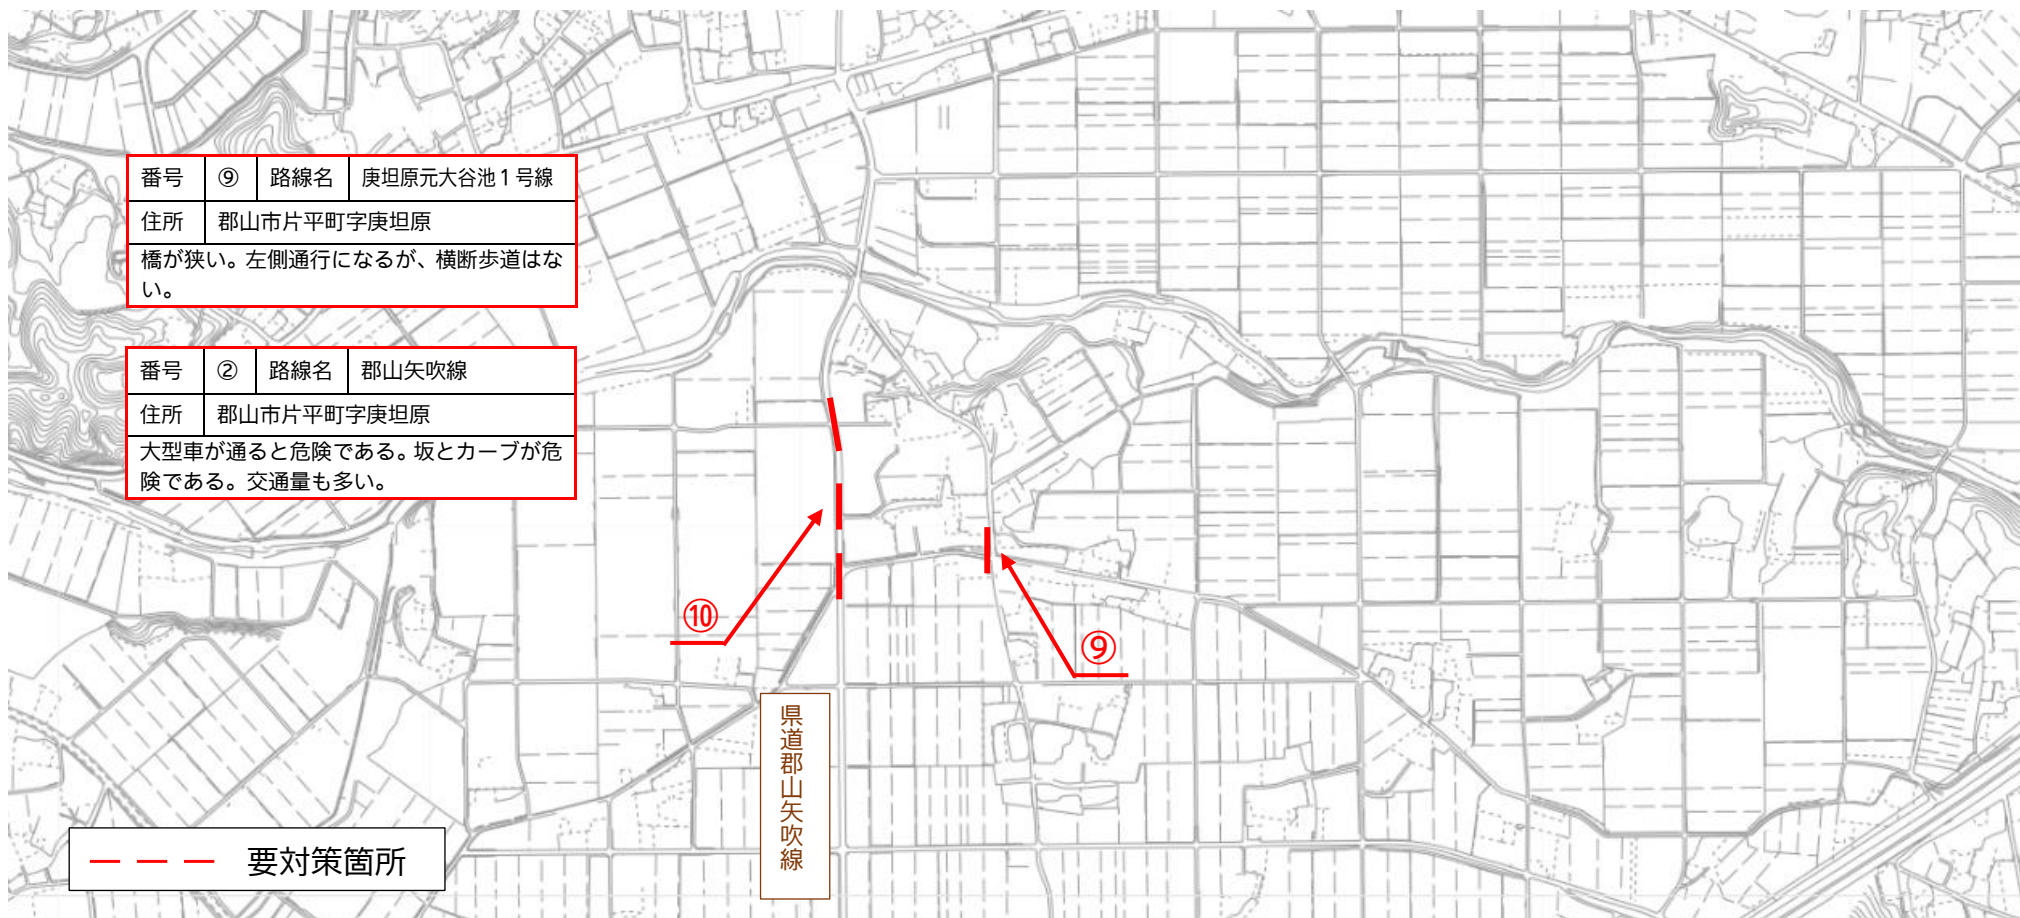 番号 ⑨ 路線名 庚坦原元大谷池1号線
住所 郡山市片平町字庚坦原
橋が狭い。左側通行になるが、横断歩道はな
い。
番号 ② 路線名 郡山矢吹線
住所 郡山市片平町字庚坦原
大型車が通ると危険である。坂とカーブが危
険である。交通量も多い。
⑩
⑨
県道郡山矢吹線
要対策箇所